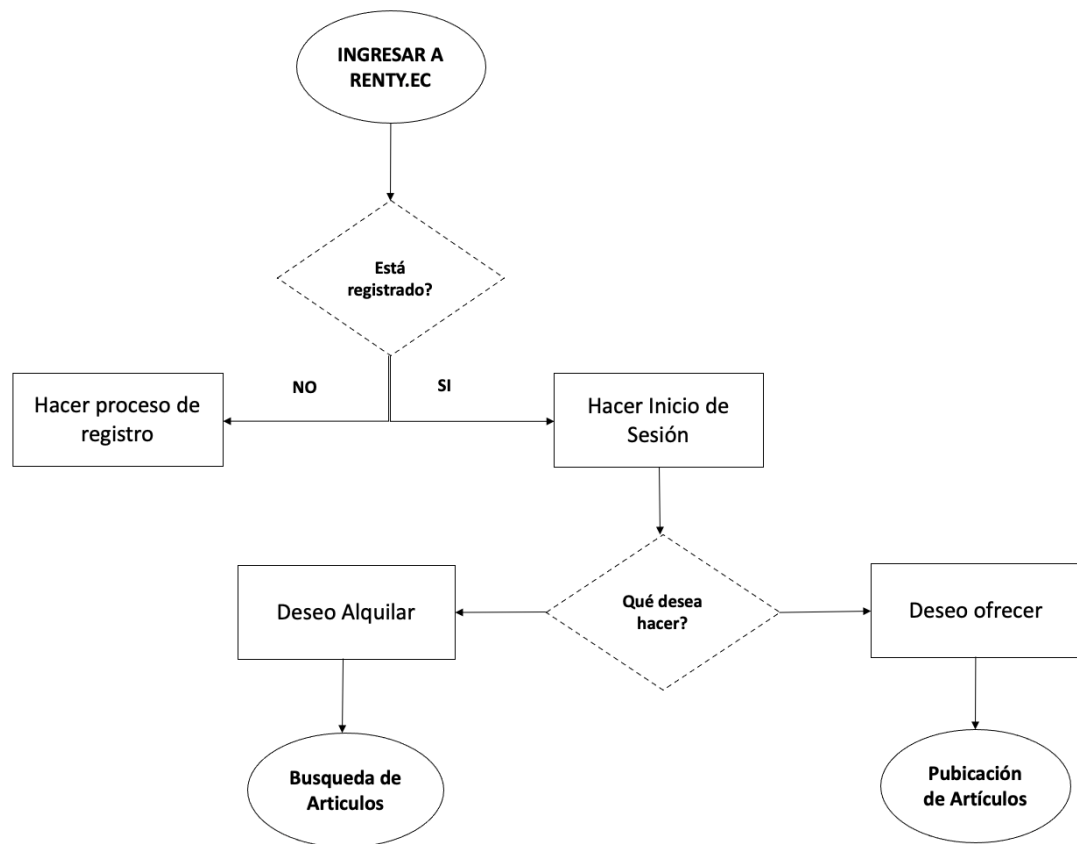 INGRESAR A
RENTY.EC
Está
registrado?
NO
SI
Hacer proceso de
registro
Hacer Inicio de
Sesión
Deseo Alquilar
Qué desea
hacer?
Deseo ofrecer
Busqueda de
Articulos
Pubicación
de Artículos